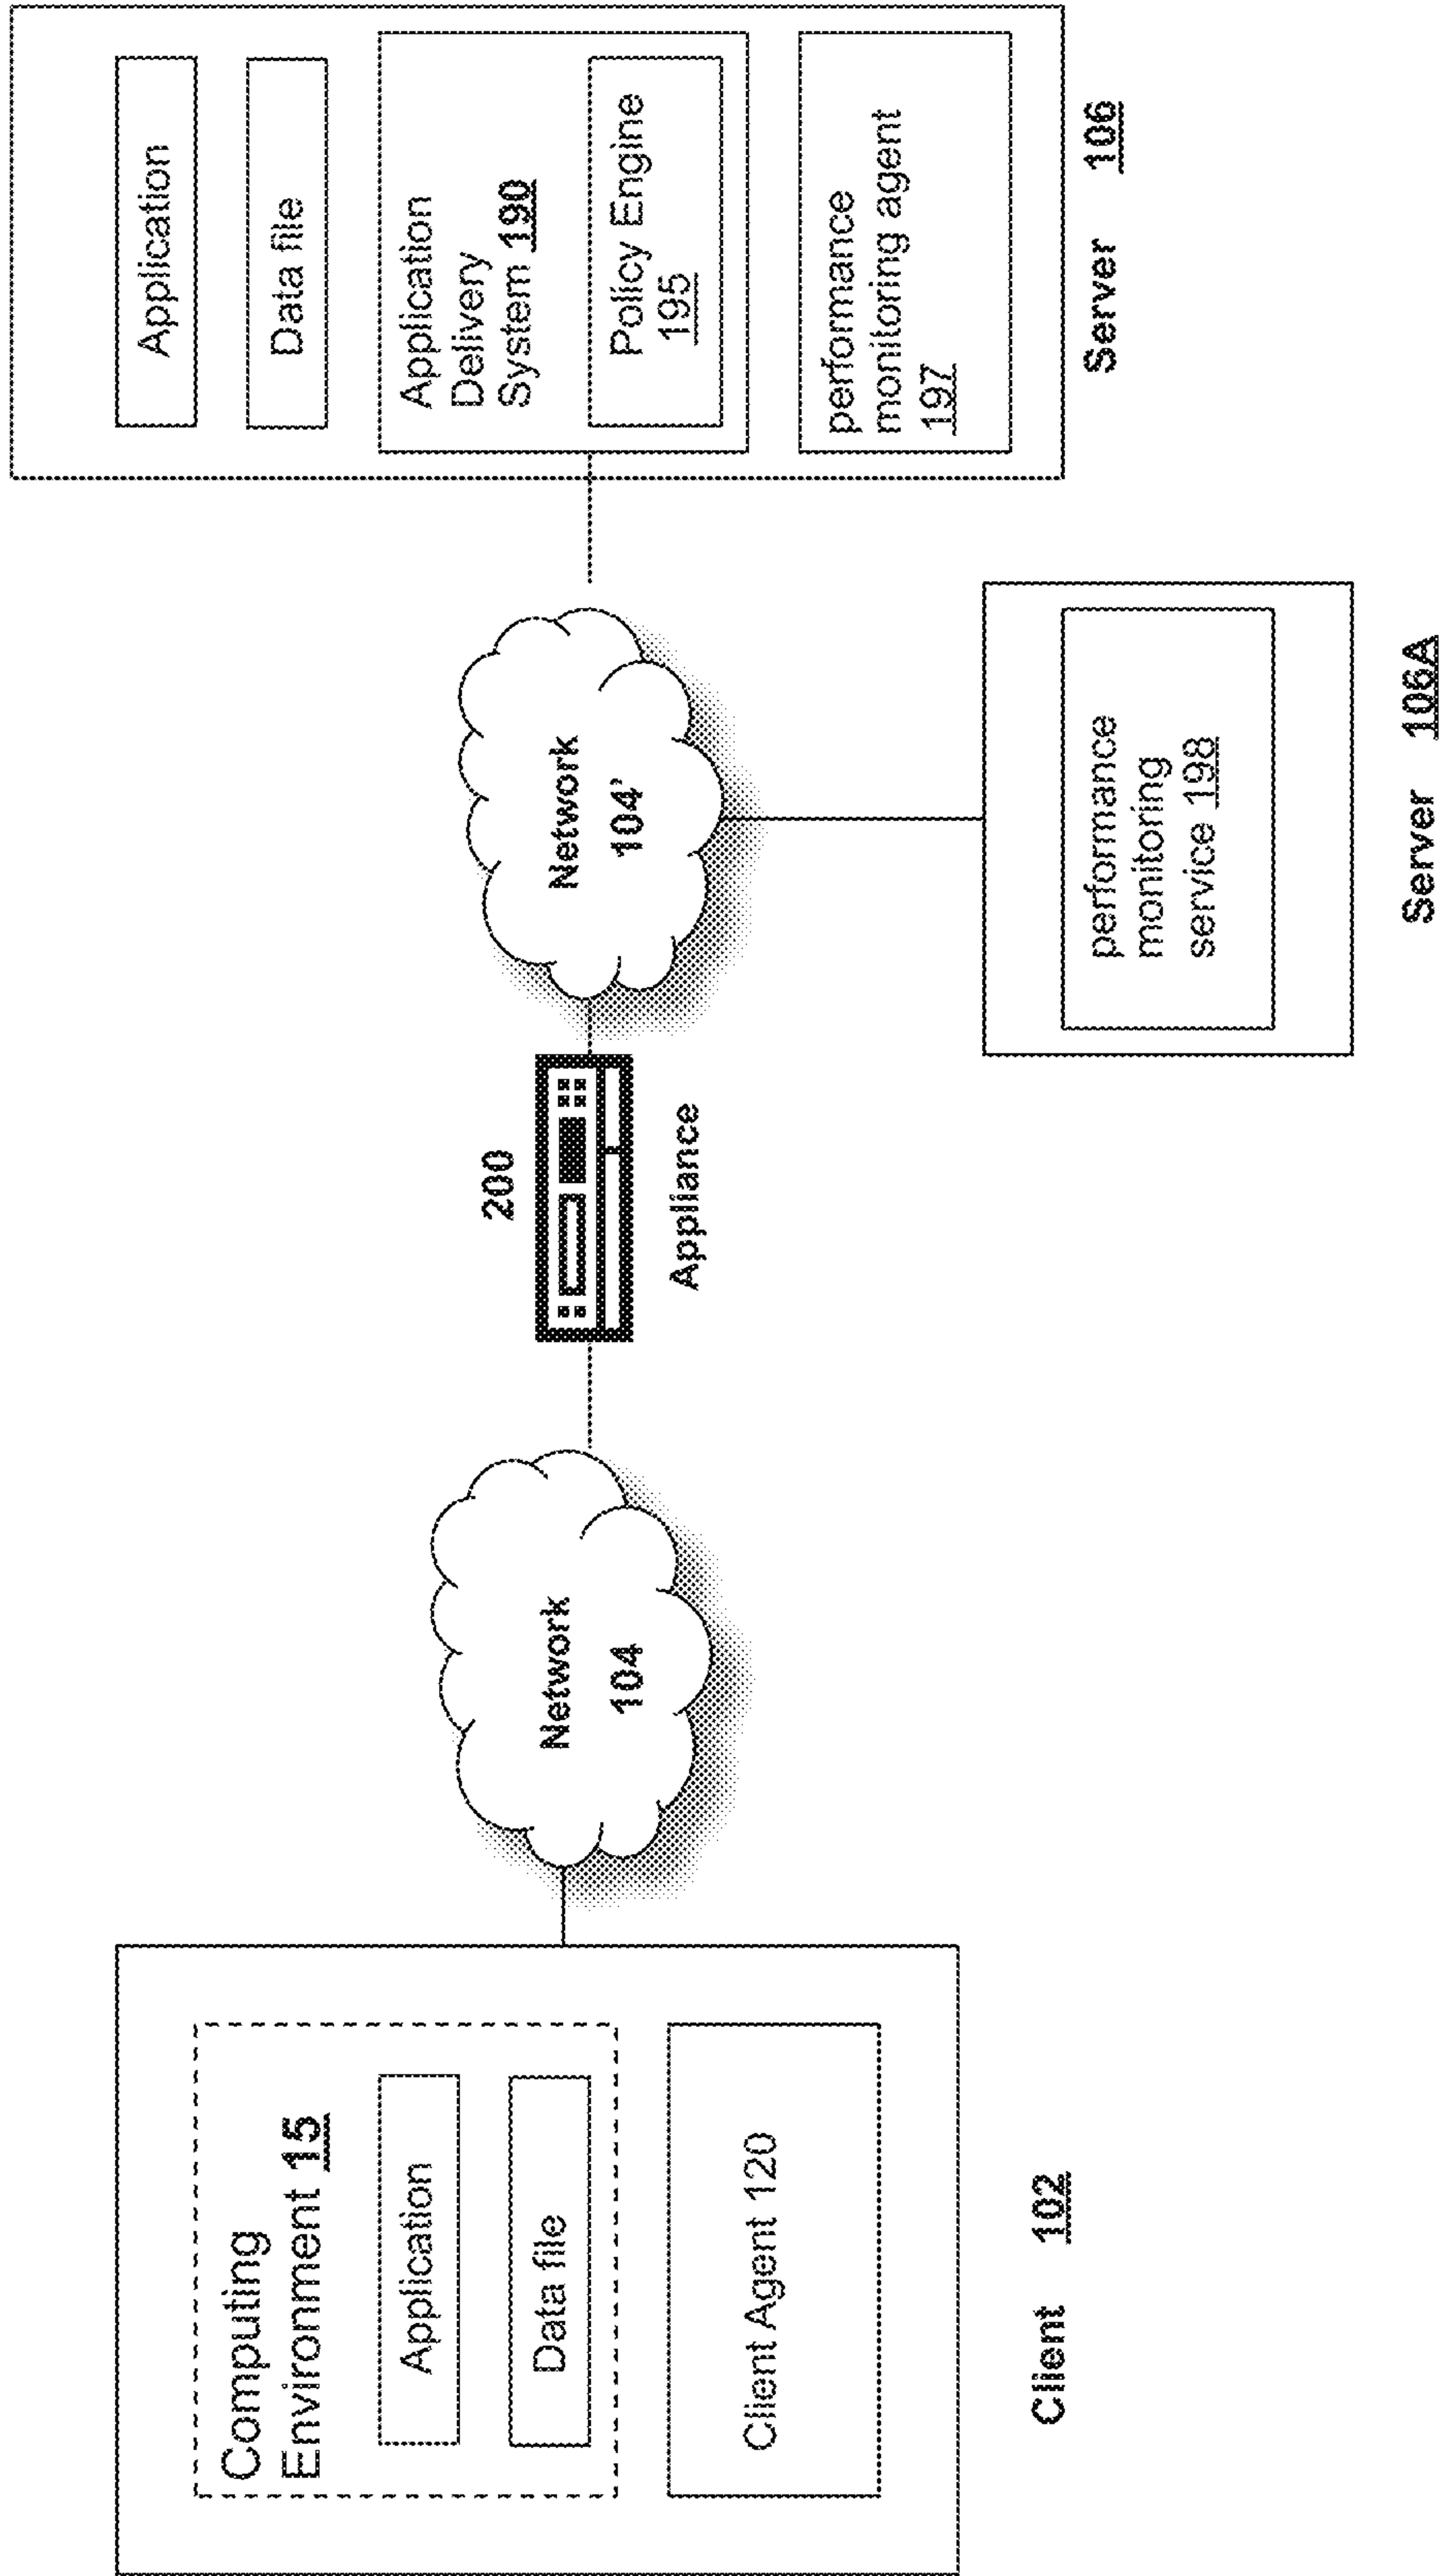 Computing
Environment 15
Application
Data file
Client Agent 120
Client 102
Network
104
200
Appliance
Network
104'
performance
monitoring
service 198
Server 106A
Application
Data file
Application
Delivery
System 190
Policy Engine
195
performance
monitoring agent
197
Server 106